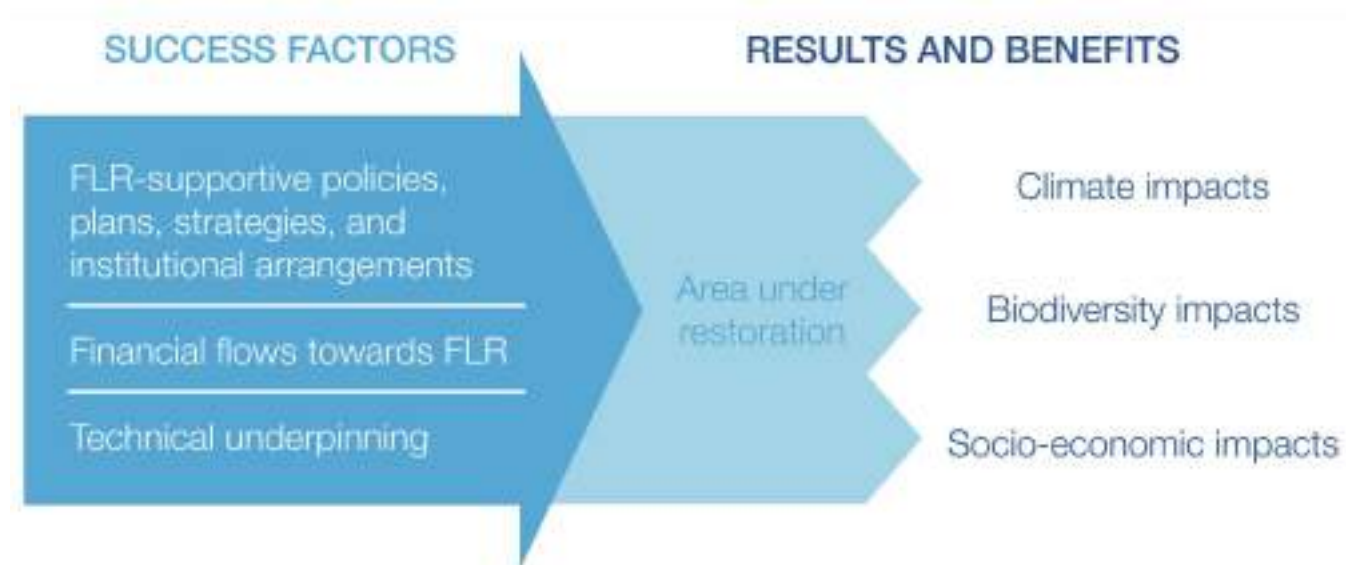 SUCCESS FACTORS
RESULTS AND BENEFITS
FLR-supportive policies,
plans, strategies, and
institutional arrangements
Financial flows towards FLR
Technical underpinning
Area under
restoration
Climate impacts
Biodiversity impacts
Socio-economic impacts